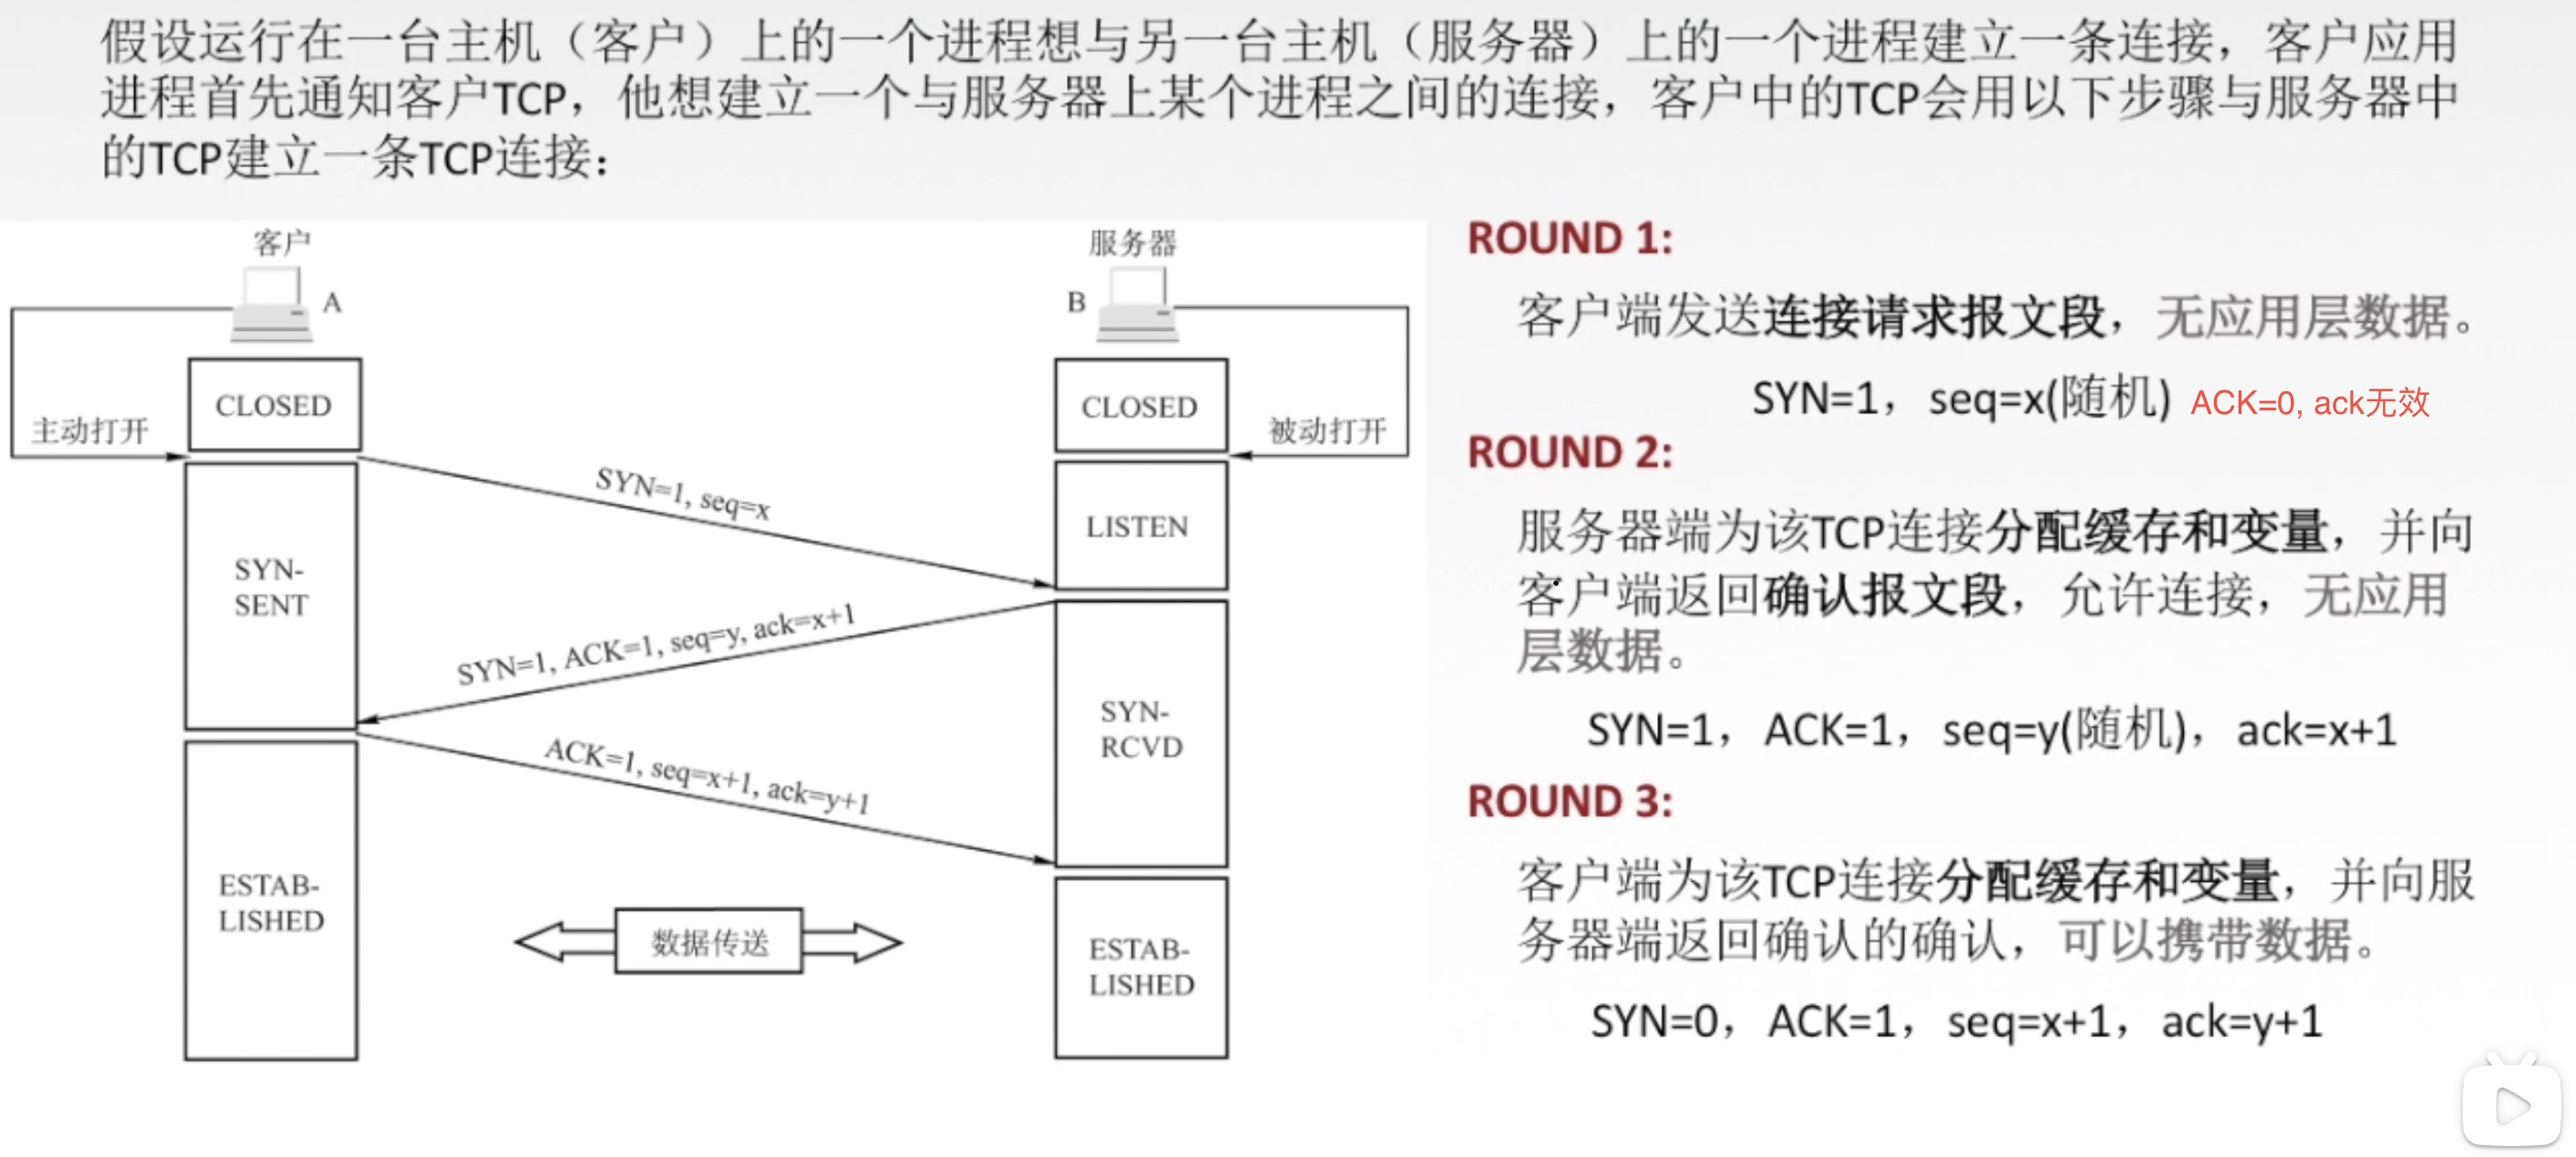 假设运行在一台主机（客户）上的一个进程想与另一台主机（服务器）上的一个进程建立一条连接，客户应用
进程首先通知客户TCP，他想建立一个与服务器上某个进程之间的连接，客户中的TCP会用以下步骤与服务器中
的TCP建立一条TCP连接：
客户
服务器
A
B
CLOSED
CLOSED
主动打开
被动打开
SYN=1, seq=x
LISTEN
SYN-
SENT
SYN=1, ACK=1, seq=y, ack=x+1
SYN-
RCVD
ACK=1, seq=x+1, ack=y+1
ESTAB-
LISHED
数据传送
ESTAB-
LISHED
ROUND 1:
客户端发送连接请求报文段，无应用层数据。
SYN=1，seq=x(随机) ACK=0, ack无效
ROUND 2:
服务器端为该TCP连接分配缓存和变量，并向
客户端返回确认报文段，允许连接，无应用
层数据。
SYN=1，ACK=1，seq=y(随机)，ack=x+1
ROUND 3:
客户端为该TCP连接分配缓存和变量，并向服
务器端返回确认的确认，可以携带数据。
SYN=0，ACK=1，seq=x+1，ack=y+1